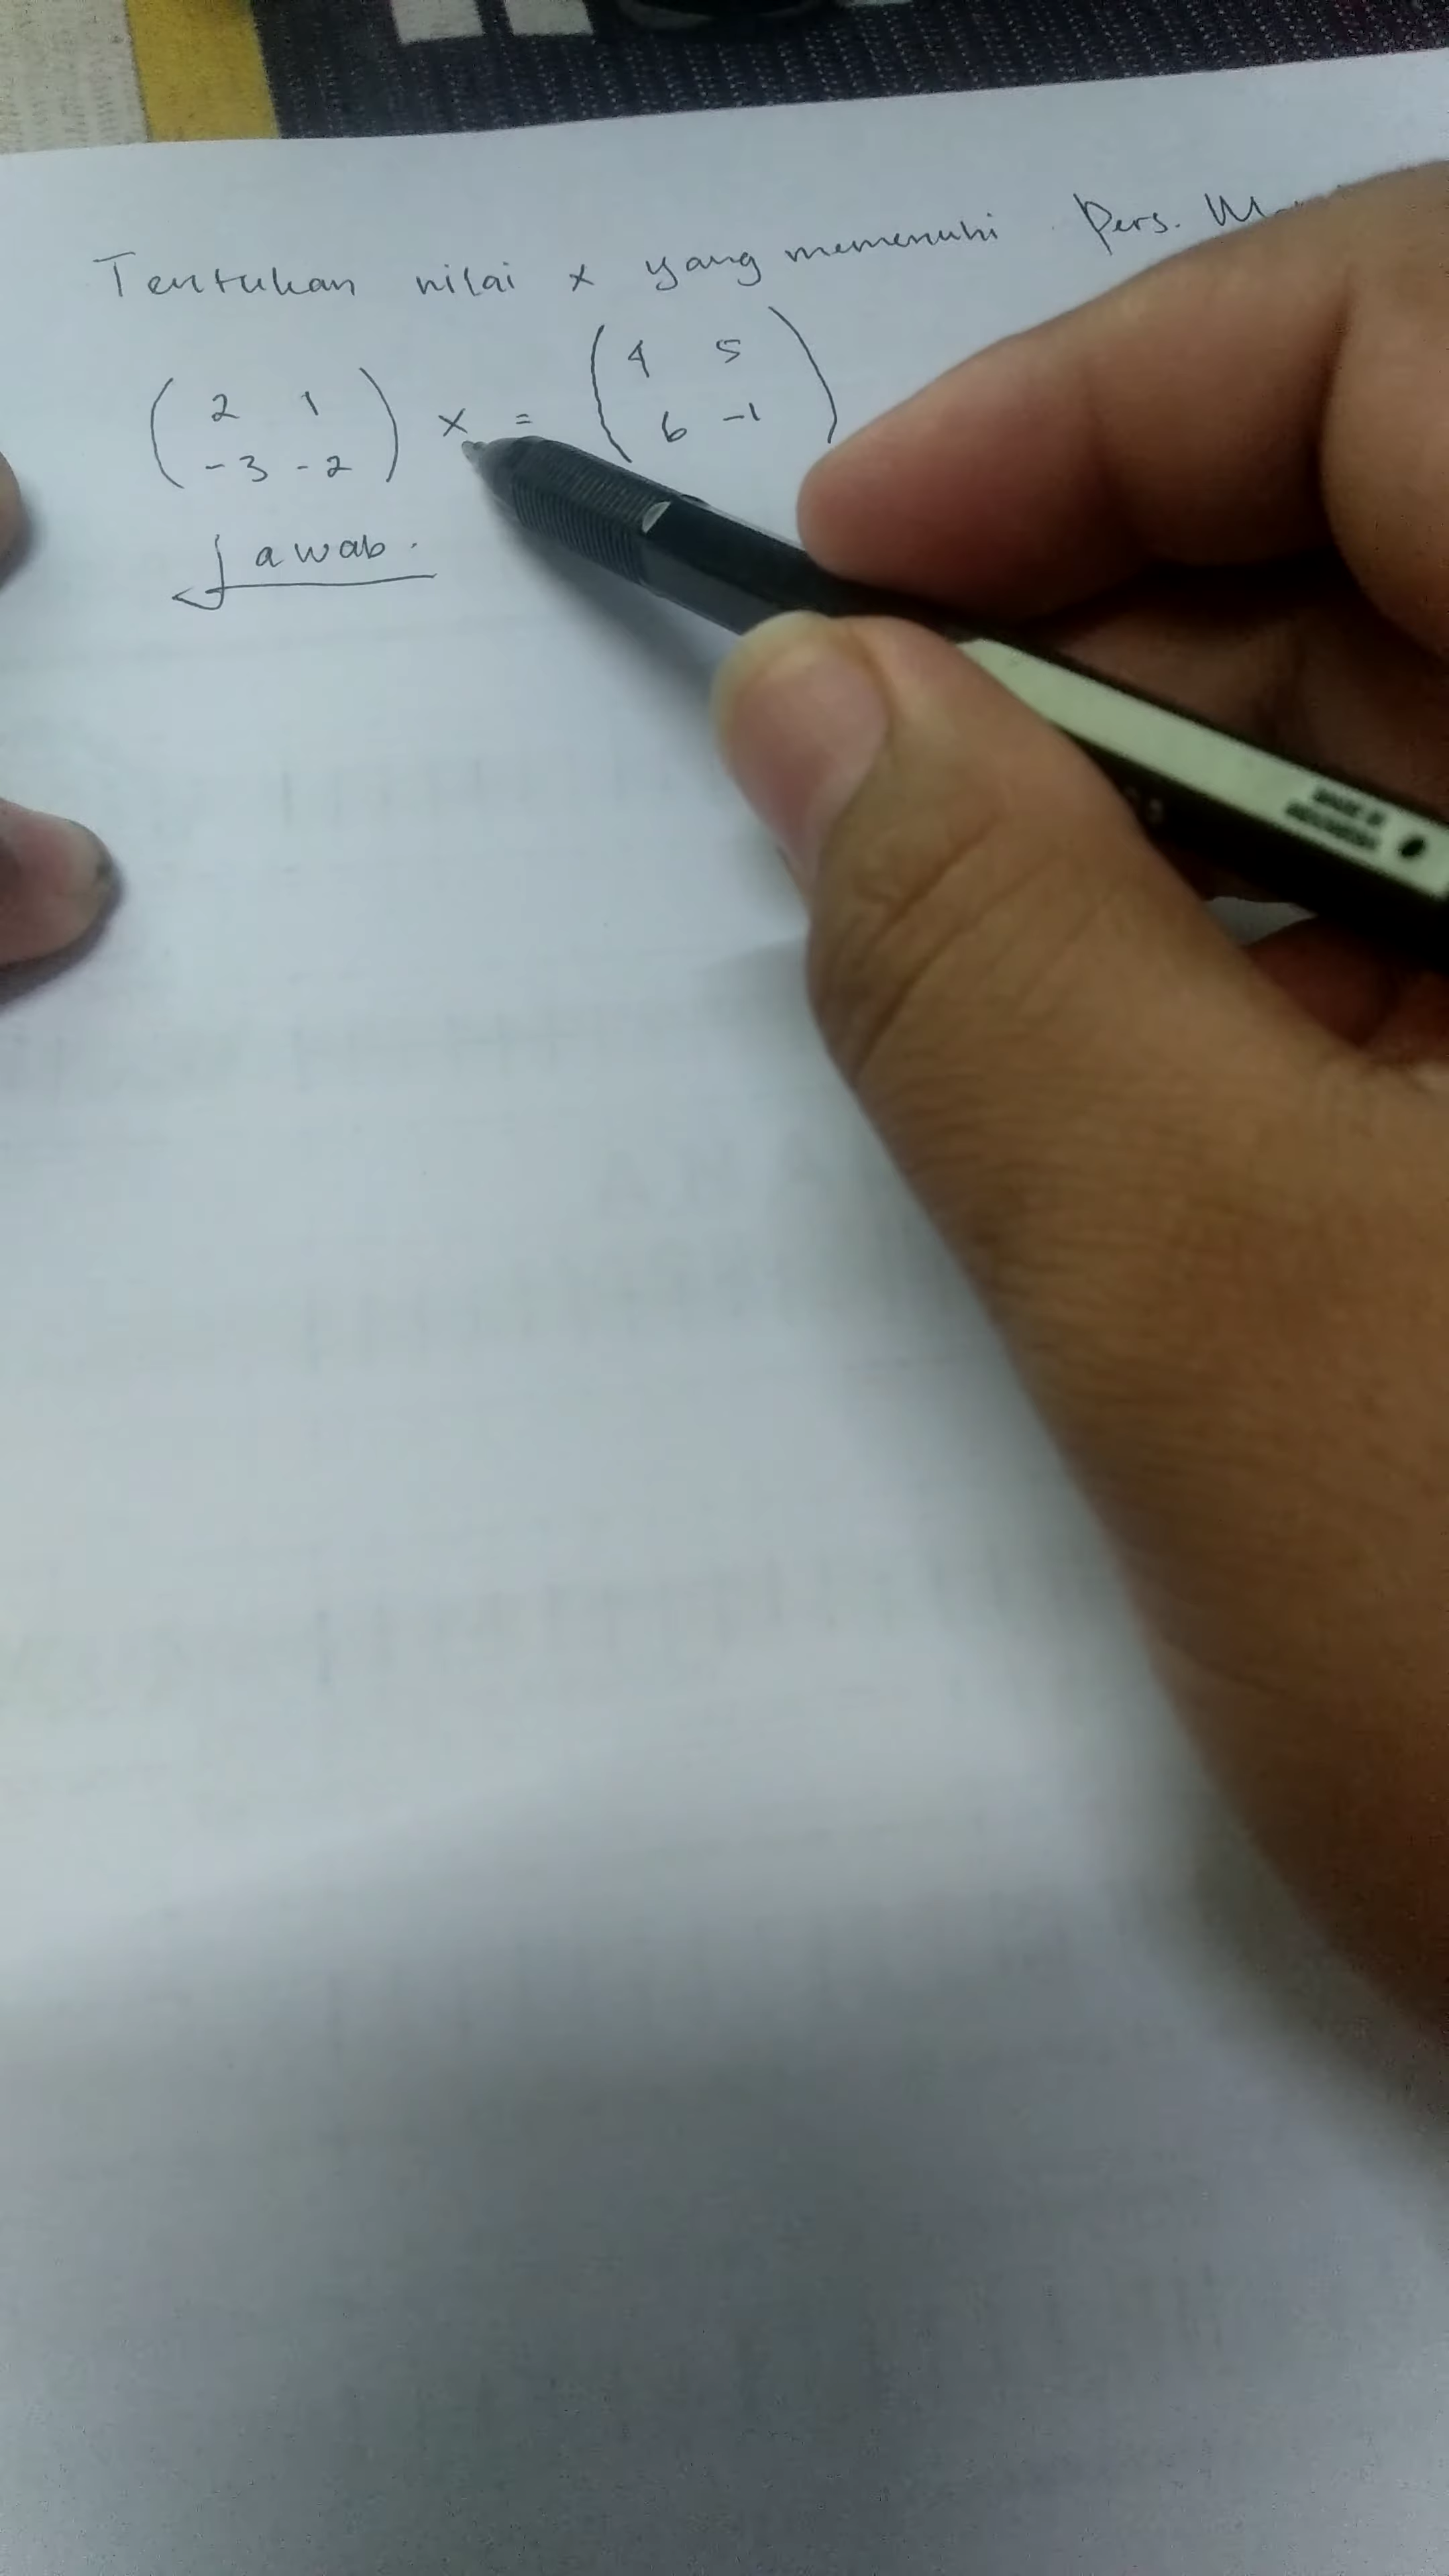 Tentukan nilai x yang memenuhi Pers.
( 2 1 ) x = ( 4 5 )
( -3 -2 ) ( 6 -1 )
Jawab.